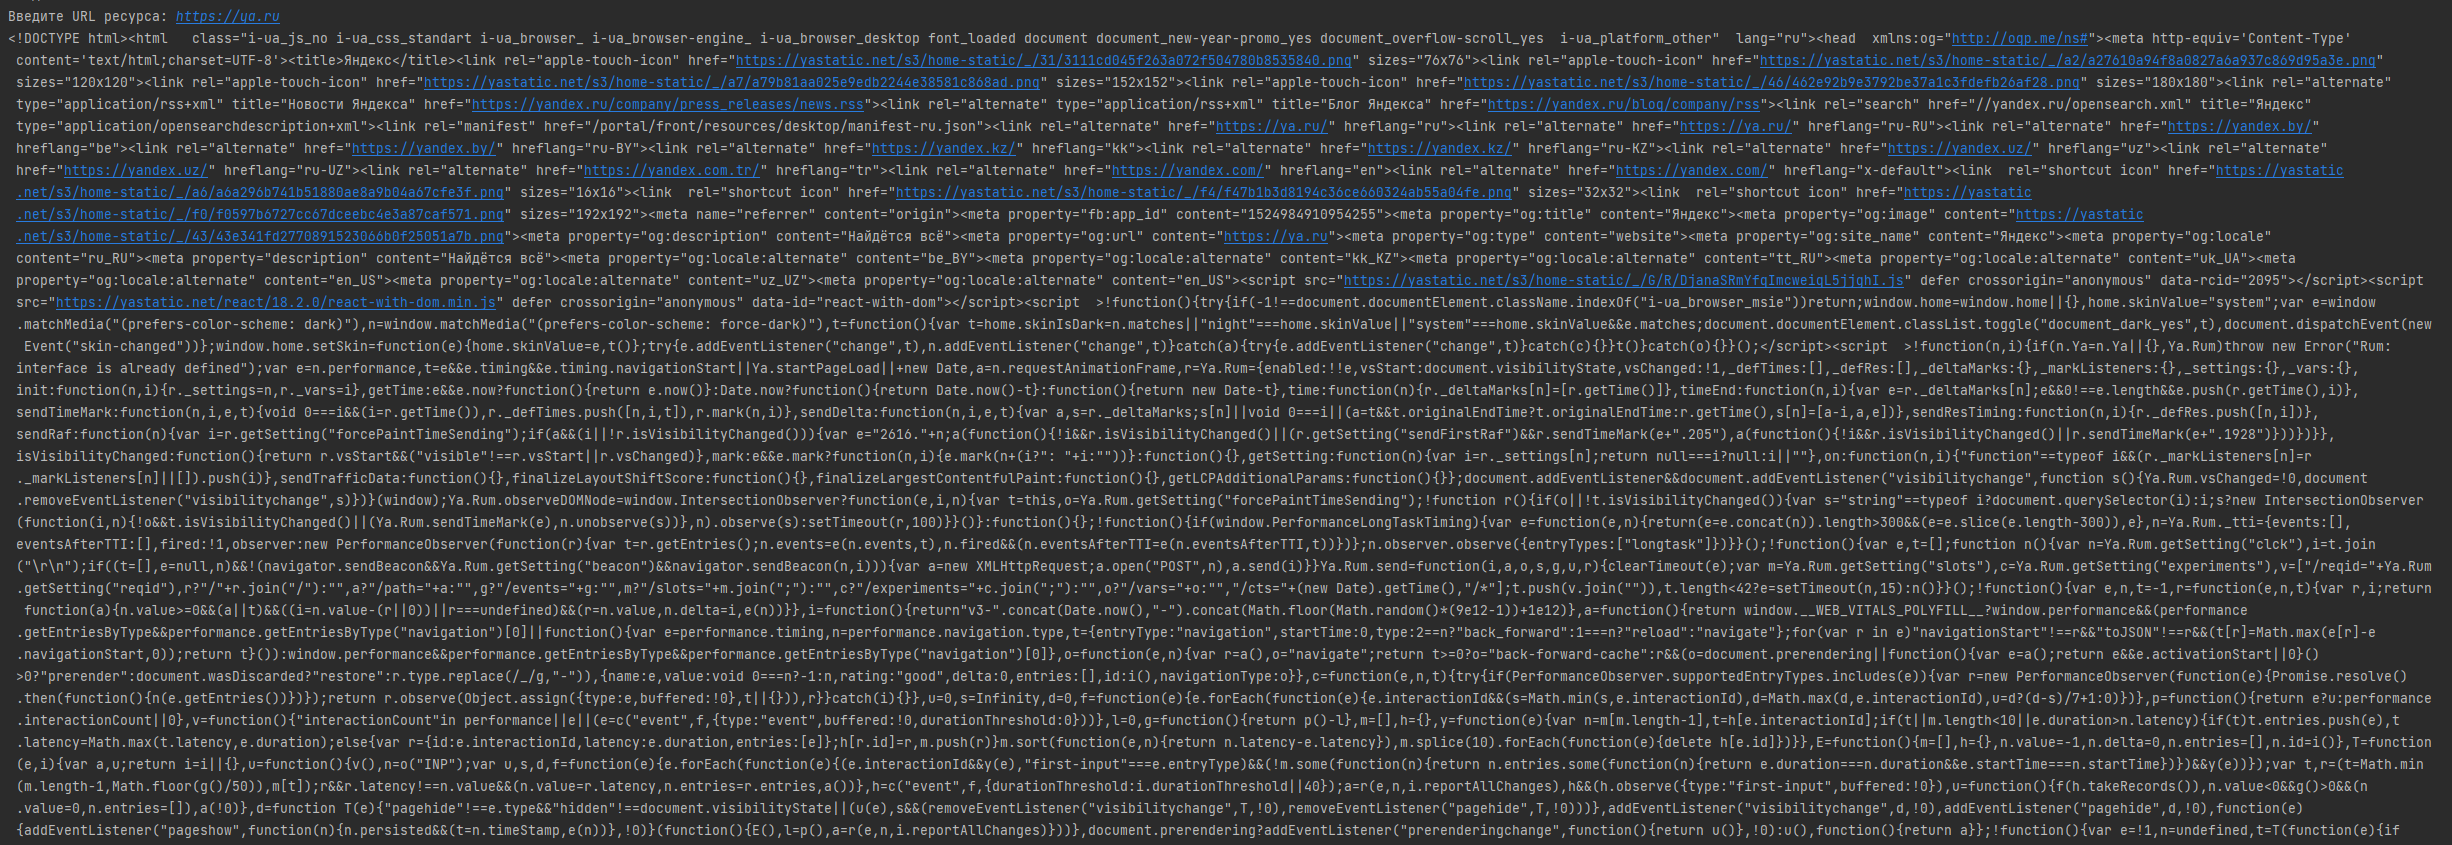 Введите URL ресурса: https://ya.ru
<!DOCTYPE html><html   class="i-ua_js_no i-ua_css_standart i-ua_browser_ i-ua_browser-engine_ i-ua_browser_desktop font_loaded document document_new-year-promo_yes document_overflow-scroll_yes  i-ua_platform_other"  lang="ru"><head  xmlns:og="http://ogp.me/ns#"><meta http-equiv='Content-Type'
content='text/html;charset=UTF-8'><title>Яндекс</title><link rel="apple-touch-icon" href="https://yastatic.net/s3/home-static/_/31/3111cd045f263a072f504780b8535840.png" sizes="76x76"><link rel="apple-touch-icon" href="https://yastatic.net/s3/home-static/_/a2/a27610a94f8a0827a6a937c869d95a3e.png"
sizes="120x120"><link rel="apple-touch-icon" href="https://yastatic.net/s3/home-static/_/a7/a79b81aa025e9edb2244e38581c868ad.png" sizes="152x152"><link rel="apple-touch-icon" href="https://yastatic.net/s3/home-static/_/46/462e92b9e3792be37a1c3fdefb26af28.png" sizes="180x180"><link rel="alternate"
type="application/rss+xml" title="Новости Яндекса" href="https://yandex.ru/company/press_releases/news.rss"><link rel="alternate" type="application/rss+xml" title="Блог Яндекса" href="https://yandex.ru/blog/company/rss"><link rel="search" href="//yandex.ru/opensearch.xml" title="Яндекс"
type="application/opensearchdescription+xml"><link rel="manifest" href="/portal/front/resources/desktop/manifest-ru.json"><link rel="alternate" href="https://ya.ru/" hreflang="ru"><link rel="alternate" href="https://ya.ru/" hreflang="ru-RU"><link rel="alternate" href="https://yandex.by/"
hreflang="be"><link rel="alternate" href="https://yandex.by/" hreflang="ru-BY"><link rel="alternate" href="https://yandex.kz/" hreflang="kk"><link rel="alternate" href="https://yandex.kz/" hreflang="ru-KZ"><link rel="alternate" href="https://yandex.uz/" hreflang="uz"><link rel="alternate"
href="https://yandex.uz/" hreflang="ru-UZ"><link rel="alternate" href="https://yandex.com.tr/" hreflang="tr"><link rel="alternate" href="https://yandex.com/" hreflang="en"><link rel="alternate" href="https://yandex.com/" hreflang="x-default"><link  rel="shortcut icon" href="https://yastatic
.net/s3/home-static/_/a6/a6a296b741b51880ae8a9b04a67cfe3f.png" sizes="16x16"><link  rel="shortcut icon" href="https://yastatic.net/s3/home-static/_/f4/f47b1b3d8194c36ce660324ab55a04fe.png" sizes="32x32"><link  rel="shortcut icon" href="https://yastatic
.net/s3/home-static/_/f0/f0597b6727cc67dceebc4e3a87caf571.png" sizes="192x192"><meta name="referrer" content="origin"><meta property="fb:app_id" content="1524984910954255"><meta property="og:title" content="Яндекс"><meta property="og:image" content="https://yastatic
.net/s3/home-static/_/43/43e341fd2770891523066b0f25051a7b.png"><meta property="og:description" content="Найдётся всё"><meta property="og:url" content="https://ya.ru"><meta property="og:type" content="website"><meta property="og:site_name" content="Яндекс"><meta property="og:locale"
content="ru_RU"><meta property="description" content="Найдётся всё"><meta property="og:locale:alternate" content="be_BY"><meta property="og:locale:alternate" content="kk_KZ"><meta property="og:locale:alternate" content="tt_RU"><meta property="og:locale:alternate" content="uk_UA"><meta
property="og:locale:alternate" content="en_US"><meta property="og:locale:alternate" content="uz_UZ"><meta property="og:locale:alternate" content="en_US"><script src="https://yastatic.net/s3/home-static/_/G/R/DjanaSRmYfqImcweiqL5jjqhI.js" defer crossorigin="anonymous" data-rcid="2095"></script><script
src="https://yastatic.net/react/18.2.0/react-with-dom.min.js" defer crossorigin="anonymous" data-id="react-with-dom"></script><script  >!function(){try{if(-1!==document.documentElement.className.indexOf("i-ua_browser_msie"))return;window.home=window.home||{},home.skinValue="system";var e=window
.matchMedia("(prefers-color-scheme: dark)"),n=window.matchMedia("(prefers-color-scheme: force-dark)"),t=function(){var t=home.skinIsDark=n.matches||"night"===home.skinValue||"system"===home.skinValue&&e.matches;document.documentElement.classList.toggle("document_dark_yes",t),document.dispatchEvent(new
Event("skin-changed"))};window.home.setSkin=function(e){home.skinValue=e,t()};try{e.addEventListener("change",t),n.addEventListener("change",t)}catch(a){try{e.addEventListener("change",t)}catch(c){}}t()}catch(o){}}();</script><script  >!function(n,i){if(n.Ya=n.Ya||{},Ya.Rum)throw new Error("Rum:
interface is already defined");var e=n.performance,t=e&&e.timing&&e.timing.navigationStart||Ya.startPageLoad||+new Date,a=n.requestAnimationFrame,r=Ya.Rum={enabled:!!e,vsStart:document.visibilityState,vsChanged:!1,_defTimes:[],_defRes:[],_deltaMarks:{},_markListeners:{},_settings:{},_vars:{},
init:function(n,i){r._settings=n,r._vars=i},getTime:e&&e.now?function(){return e.now()}:Date.now?function(){return Date.now()-t}:function(){return new Date-t},time:function(n){r._deltaMarks[n]=[r.getTime()]},timeEnd:function(n,i){var e=r._deltaMarks[n];e&&0!==e.length&&e.push(r.getTime(),i)},
sendTimeMark:function(n,i,e,t){void 0===i&&(i=r.getTime()),r._defTimes.push([n,i,t]),r.mark(n,i)},sendDelta:function(n,i,e,t){var a,s=r._deltaMarks;s[n]||void 0===i||(a=t&&t.originalEndTime?t.originalEndTime:r.getTime(),s[n]=[a-i,a,e])},sendResTiming:function(n,i){r._defRes.push([n,i])},
sendRaf:function(n){var i=r.getSetting("forcePaintTimeSending");if(a&&(i||!r.isVisibilityChanged())){var e="2616."+n;a(function(){!i&&r.isVisibilityChanged()||(r.getSetting("sendFirstRaf")&&r.sendTimeMark(e+".205"),a(function(){!i&&r.isVisibilityChanged()||r.sendTimeMark(e+".1928")}))})}},
isVisibilityChanged:function(){return r.vsStart&&("visible"!==r.vsStart||r.vsChanged)},mark:e&&e.mark?function(n,i){e.mark(n+(i?": "+i:""))}:function(){},getSetting:function(n){var i=r._settings[n];return null===i?null:i||""},on:function(n,i){"function"==typeof i&&(r._markListeners[n]=r
._markListeners[n]||[]).push(i)},sendTrafficData:function(){},finalizeLayoutShiftScore:function(){},finalizeLargestContentfulPaint:function(){},getLCPAdditionalParams:function(){}};document.addEventListener&&document.addEventListener("visibilitychange",function s(){Ya.Rum.vsChanged=!0,document
.removeEventListener("visibilitychange",s)})}(window);Ya.Rum.observeDOMNode=window.IntersectionObserver?function(e,i,n){var t=this,o=Ya.Rum.getSetting("forcePaintTimeSending");!function r(){if(o||!t.isVisibilityChanged()){var s="string"==typeof i?document.querySelector(i):i;s?new IntersectionObserver
(function(i,n){!o&&t.isVisibilityChanged()||(Ya.Rum.sendTimeMark(e),n.unobserve(s))},n).observe(s):setTimeout(r,100)}}()}:function(){};!function(){if(window.PerformanceLongTaskTiming){var e=function(e,n){return(e=e.concat(n)).length>300&&(e=e.slice(e.length-300)),e},n=Ya.Rum._tti={events:[],
eventsAfterTTI:[],fired:!1,observer:new PerformanceObserver(function(r){var t=r.getEntries();n.events=e(n.events,t),n.fired&&(n.eventsAfterTTI=e(n.eventsAfterTTI,t))})};n.observer.observe({entryTypes:["longtask"]})}}();!function(){var e,t=[];function n(){var n=Ya.Rum.getSetting("clck"),i=t.join
("\r\n");if((t=[],e=null,n)&&!(navigator.sendBeacon&&Ya.Rum.getSetting("beacon")&&navigator.sendBeacon(n,i))){var a=new XMLHttpRequest;a.open("POST",n),a.send(i)}}Ya.Rum.send=function(i,a,o,s,g,u,r){clearTimeout(e);var m=Ya.Rum.getSetting("slots"),c=Ya.Rum.getSetting("experiments"),v=["/reqid="+Ya.Rum
.getSetting("reqid"),r?"/"+r.join("/"):"",a?"/path="+a:"",g?"/events="+g:"",m?"/slots="+m.join(";"):"",c?"/experiments="+c.join(";"):"",o?"/vars="+o:"","/cts="+(new Date).getTime(),"/*"];t.push(v.join("")),t.length<42?e=setTimeout(n,15):n()}}();!function(){var e,n,t=-1,r=function(e,n,t){var r,i;return
function(a){n.value>=0&&(a||t)&&((i=n.value-(r||0))||r===undefined)&&(r=n.value,n.delta=i,e(n))}},i=function(){return"v3-".concat(Date.now(),"-").concat(Math.floor(Math.random()*(9e12-1))+1e12)},a=function(){return window.__WEB_VITALS_POLYFILL__?window.performance&&(performance
.getEntriesByType&&performance.getEntriesByType("navigation")[0]||function(){var e=performance.timing,n=performance.navigation.type,t={entryType:"navigation",startTime:0,type:2==n?"back_forward":1===n?"reload":"navigate"};for(var r in e)"navigationStart"!==r&&"toJSON"!==r&&(t[r]=Math.max(e[r]-e
.navigationStart,0));return t}()):window.performance&&performance.getEntriesByType&&performance.getEntriesByType("navigation")[0]},o=function(e,n){var r=a(),o="navigate";return t>=0?o="back-forward-cache":r&&(o=document.prerendering||function(){var e=a();return e&&e.activationStart||0}()
>0?"prerender":document.wasDiscarded?"restore":r.type.replace(/_/g,"-")),{name:e,value:void 0===n?-1:n,rating:"good",delta:0,entries:[],id:i(),navigationType:o}},c=function(e,n,t){try{if(PerformanceObserver.supportedEntryTypes.includes(e)){var r=new PerformanceObserver(function(e){Promise.resolve()
.then(function(){n(e.getEntries())})});return r.observe(Object.assign({type:e,buffered:!0},t||{})),r}}catch(i){}},u=0,s=Infinity,d=0,f=function(e){e.forEach(function(e){e.interactionId&&(s=Math.min(s,e.interactionId),d=Math.max(d,e.interactionId),u=d?(d-s)/7+1:0)})},p=function(){return e?u:performance
.interactionCount||0},v=function(){"interactionCount"in performance||e||(e=c("event",f,{type:"event",buffered:!0,durationThreshold:0}))},l=0,g=function(){return p()-l},m=[],h={},y=function(e){var n=m[m.length-1],t=h[e.interactionId];if(t||m.length<10||e.duration>n.latency){if(t)t.entries.push(e),t
.latency=Math.max(t.latency,e.duration);else{var r={id:e.interactionId,latency:e.duration,entries:[e]};h[r.id]=r,m.push(r)}m.sort(function(e,n){return n.latency-e.latency}),m.splice(10).forEach(function(e){delete h[e.id]})}},E=function(){m=[],h={},n.value=-1,n.delta=0,n.entries=[],n.id=i()},T=function
(e,i){var a,u;return i=i||{},u=function(){v(),n=o("INP");var u,s,d,f=function(e){e.forEach(function(e){(e.interactionId&&y(e),"first-input"===e.entryType)&&(!m.some(function(n){return n.entries.some(function(n){return e.duration===n.duration&&e.startTime===n.startTime})})&&y(e))});var t,r=(t=Math.min
(m.length-1,Math.floor(g()/50)),m[t]);r&&r.latency!==n.value&&(n.value=r.latency,n.entries=r.entries,a())},h=c("event",f,{durationThreshold:i.durationThreshold||40});a=r(e,n,i.reportAllChanges),h&&(h.observe({type:"first-input",buffered:!0}),u=function(){f(h.takeRecords()),n.value<0&&g()>0&&(n
.value=0,n.entries=[]),a(!0)},d=function T(e){"pagehide"!==e.type&&"hidden"!==document.visibilityState||(u(e),s&&(removeEventListener("visibilitychange",T,!0),removeEventListener("pagehide",T,!0)))},addEventListener("visibilitychange",d,!0),addEventListener("pagehide",d,!0),function(e)
{addEventListener("pageshow",function(n){n.persisted&&(t=n.timeStamp,e(n))},!0)}(function(){E(),l=p(),a=r(e,n,i.reportAllChanges)}))},document.prerendering?addEventListener("prerenderingchange",function(){return u()},!0):u(),function(){return a}};!function(){var e=!1,n=undefined,t=T(function(e){if